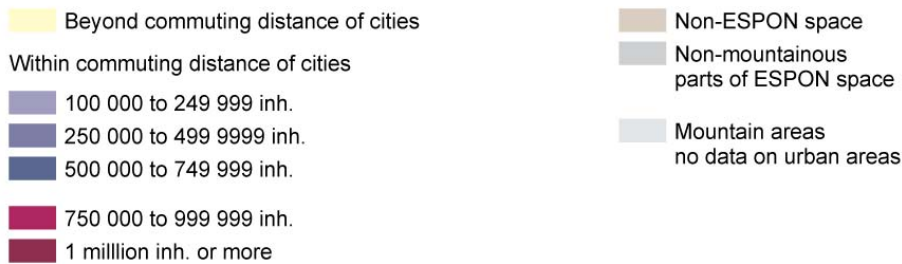 Beyond commuting distance of cities
Within commuting distance of cities
100 000 to 249 999 inh.
250 000 to 499 9999 inh.
500 000 to 749 999 inh.
750 000 to 999 999 inh.
1 milllion inh. or more
Non-ESPON space
Non-mountainous
parts of ESPON space
Mountain areas
no data on urban areas